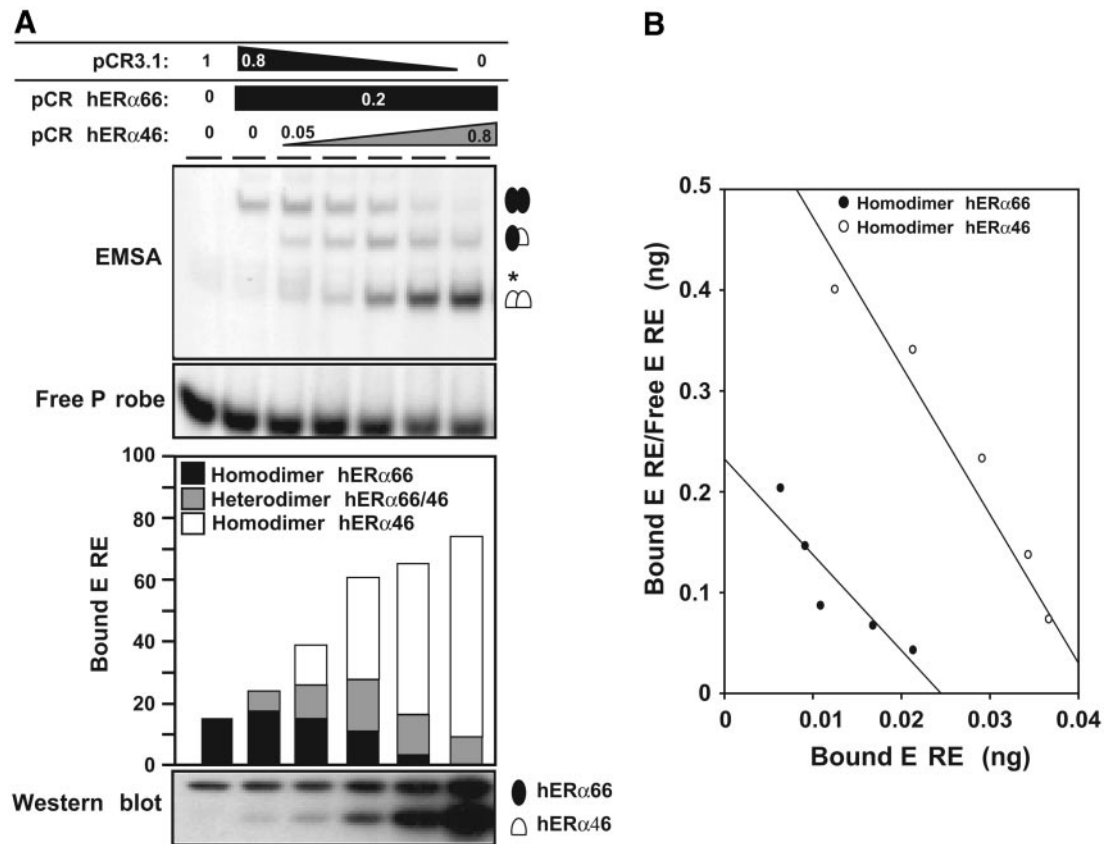 A
pCR3.1: 1 0.8 0
pCR hERα66: 0 0.2
pCR hERα46: 0 0 0.05 0.8
EMSA
*
Free P robe
100
80
60
40
20
0
Bound E RE
Homodimer hERα66
Heterodimer hERα66/46
Homodimer hERα46
Western blot
hERα66
hERα46
B
Bound E RE/Free E RE (ng)
0.5
0.4
0.3
0.2
0.1
0
Homodimer hERα66
Homodimer hERα46
0 0.01 0.02 0.03 0.04
Bound E RE (ng)